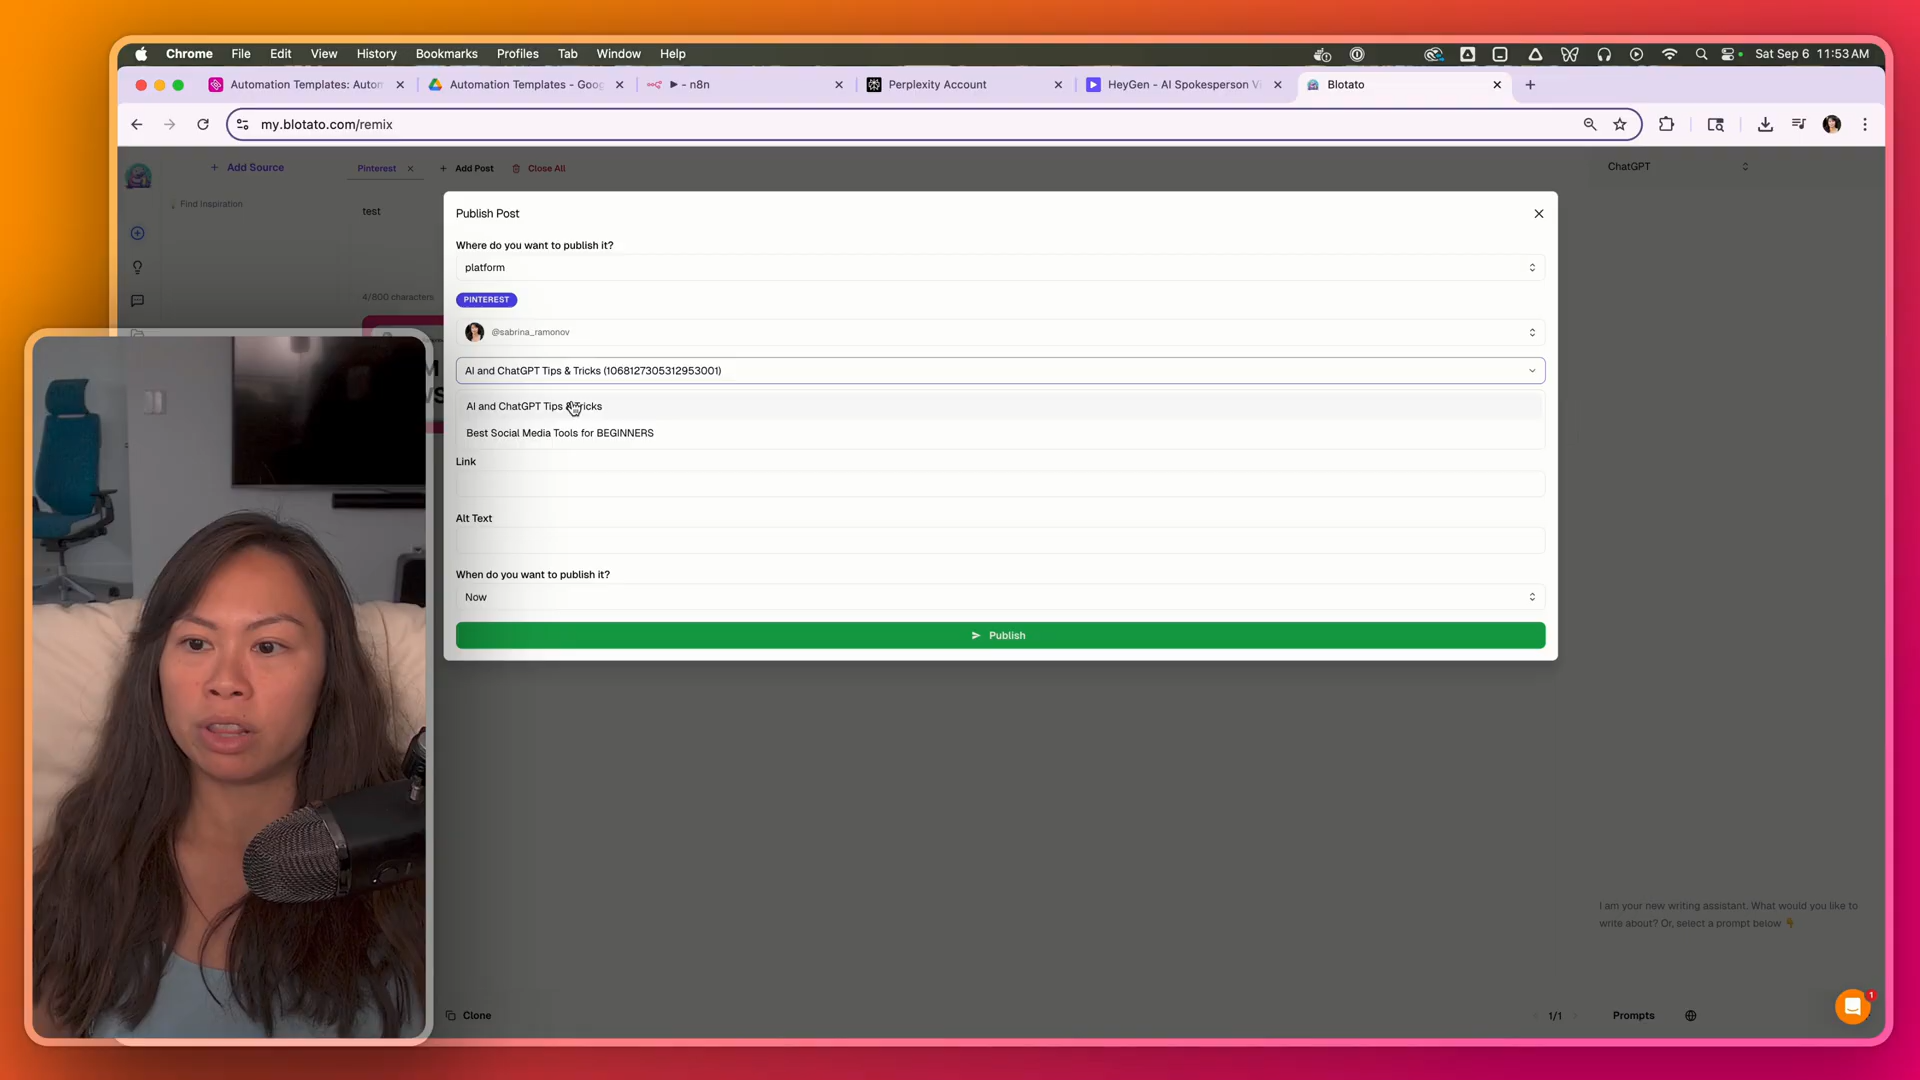 Chrome File Edit View History Bookmarks Profiles Tab Window Help Sat Sep 6 11:53 AM
Automation Templates: Autom Automation Templates - Goog - n8n Perplexity Account HeyGen - AI Spokesperson Vi Blotato
my.blotato.com/remix
Add Source Pinterest Add Post Close All ChatGPT
Find Inspiration
test
4/800 characters
Publish Post
Where do you want to publish it?
platform
PINTEREST
@sabrina_ramonov
AI and ChatGPT Tips & Tricks (1068127305312953001)
AI and ChatGPT Tips & Tricks
Best Social Media Tools for BEGINNERS
Link
Alt Text
When do you want to publish it?
Now
Publish
I am your new writing assistant. What would you like to
write about? Or, select a prompt below 👇
Clone 1/1 Prompts
1